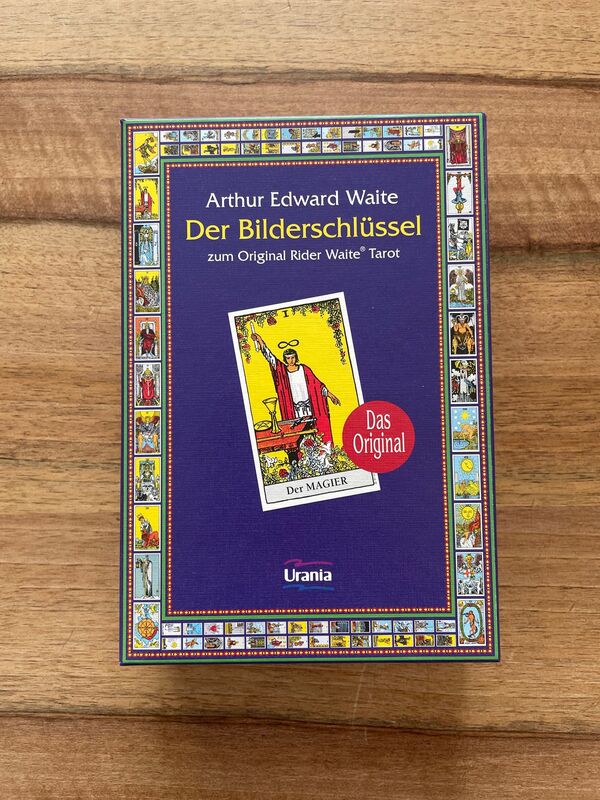 Arthur Edward Waite
Der Bilderschlüssel
zum Original Rider Waite® Tarot
I
Das
Original
Der MAGIER
Urania